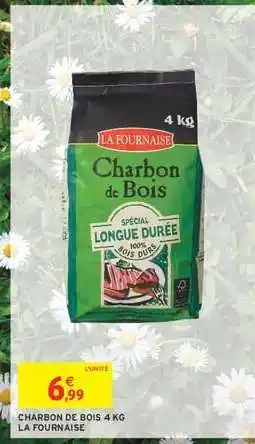 4 kg
LA FOURNAISE
Charbon
de Bois
SPÉCIAL
LONGUE DURÉE
100%
BOIS DURS
FSC
L'UNITÉ
6€,99
CHARBON DE BOIS 4 KG
LA FOURNAISE